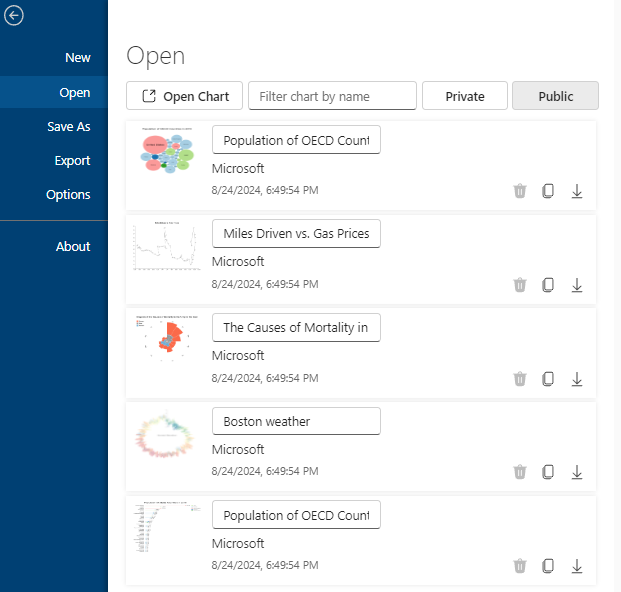 New
Open
Save As
Export
Options
About
Open
Open Chart
Filter chart by name
Private
Public
Population of OECD Count
Microsoft
8/24/2024, 6:49:54 PM
Miles Driven vs. Gas Prices
Microsoft
8/24/2024, 6:49:54 PM
The Causes of Mortality in
Microsoft
8/24/2024, 6:49:54 PM
Boston weather
Microsoft
8/24/2024, 6:49:54 PM
Population of OECD Count
Microsoft
8/24/2024, 6:49:54 PM